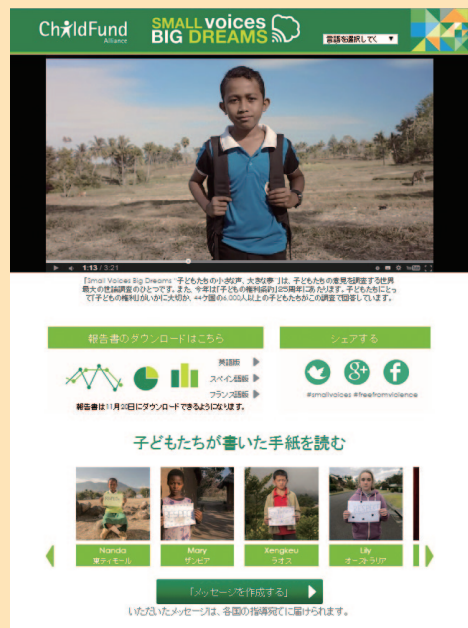 ChildFund
Alliance
SMALL voices
BIG DREAMS
言語を選択してく ▼
1:13 / 3:21
「Small Voices Big Dreams "子どもたちの小さな声、大きな夢"」は、子どもたちの意見を調査する世界
最大の世論調査のひとつです。また、今年は「子どもの権利条約」25周年にあたります。子どもたちにとっ
て「子どもの権利」がいかに大切か、44ケ国の6,000人以上の子どもたちがこの調査で回答しています。
報告書のダウンロードはこちら
英語版
スペイン語版
フランス語版
報告書は11月20日にダウンロードできるようになります。
シェアする
#smallvoices #freefromviolence
子どもたちが書いた手紙を読む
Nanda
東ティモール
Mary
ザンビア
Xengkeu
ラオス
Lily
オーストラリア
「メッセージを作成する」
いただいたメッセージは、各国の指導宛てに届けられます。